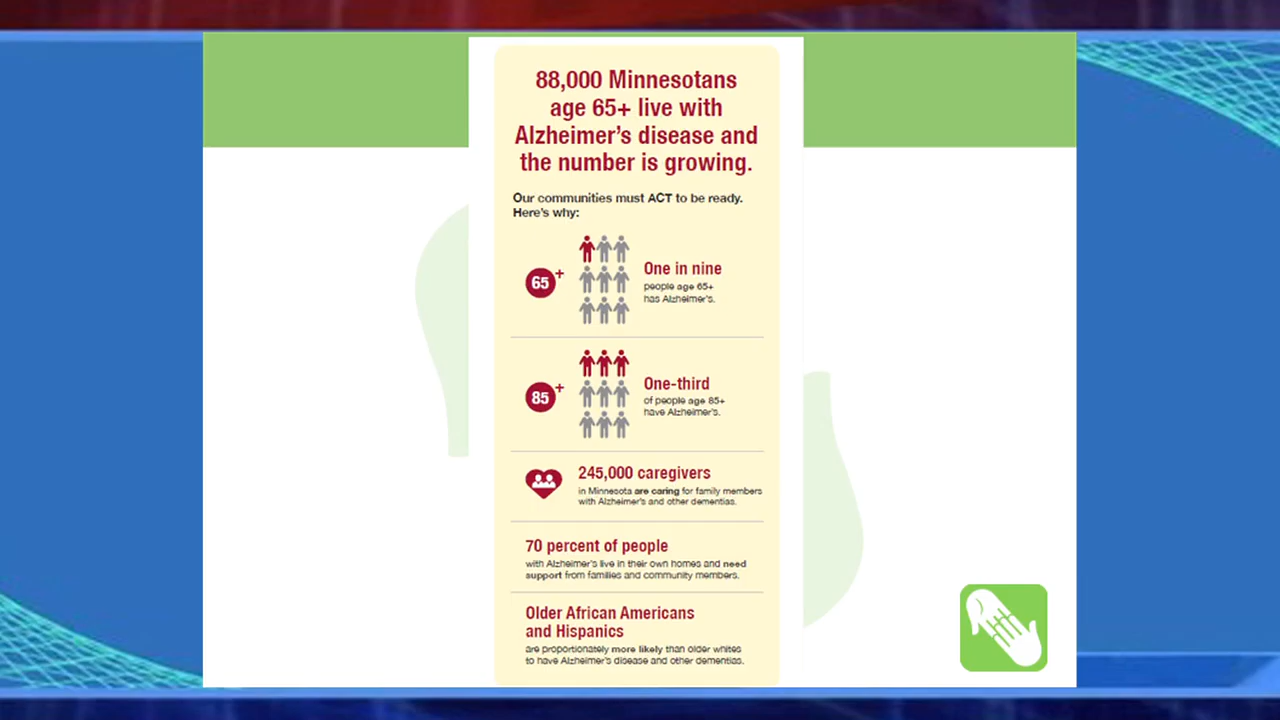 88,000 Minnesotans
age 65+ live with
Alzheimer's disease and
the number is growing.
Our communities must ACT to be ready.
Here's why:
65+
One in nine
people age 65+
has Alzheimer's.
85+
One-third
of people age 85+
have Alzheimer's.
245,000 caregivers
in Minnesota are caring for family members
with Alzheimer's and other dementias.
70 percent of people
with Alzheimer's live in their own homes and need
support from families and community members.
Older African Americans
and Hispanics
are proportionately more likely than older whites
to have Alzheimer's disease and other dementias.